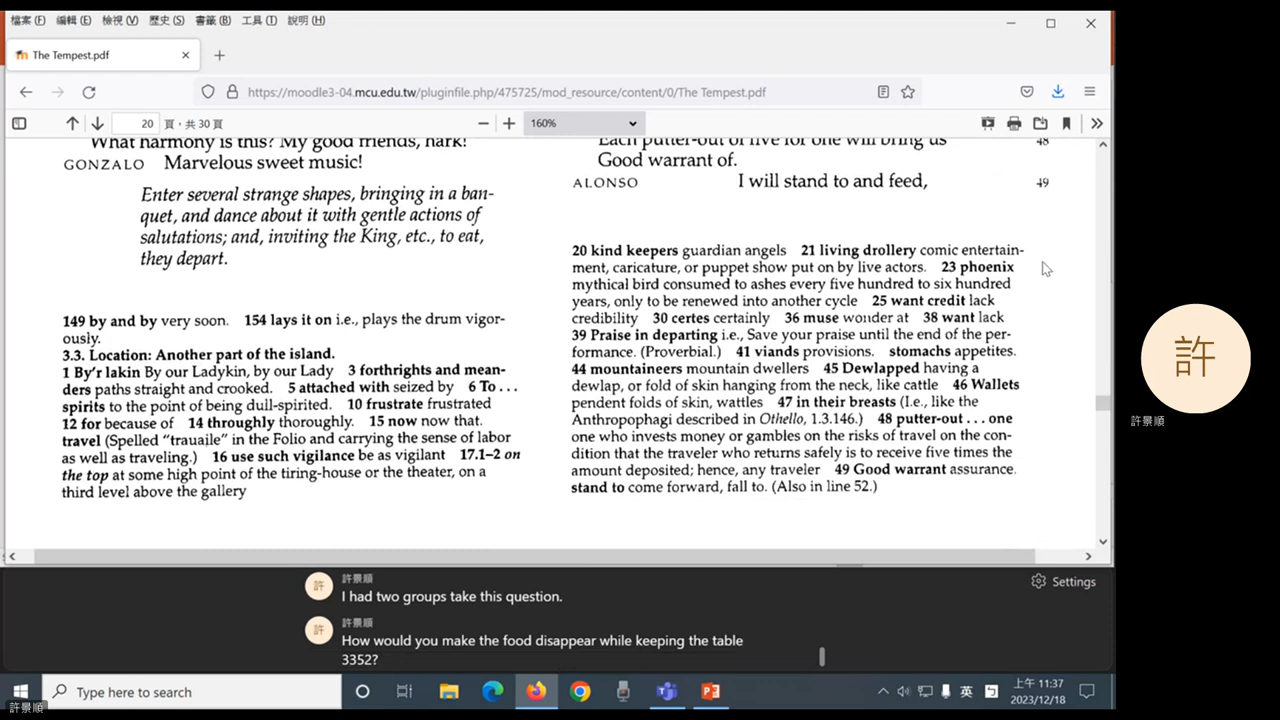 檔案(F) 編輯(E) 檢視(V) 歷史(S) 書籤(B) 工具(T) 說明(H)
The Tempest.pdf
https://moodle3-04.mcu.edu.tw/pluginfile.php/475725/mod_resource/content/0/The Tempest.pdf
20 頁，共 30 頁
160%
What harmony is this? My good friends, hark!
GONZALO Marvelous sweet music!
Enter several strange shapes, bringing in a ban-
quet, and dance about it with gentle actions of
salutations; and, inviting the King, etc., to eat,
they depart.
149 by and by very soon. 154 lays it on i.e., plays the drum vigor-
ously.
3.3. Location: Another part of the island.
1 By'r lakin By our Ladykin, by our Lady 3 forthrights and mean-
ders paths straight and crooked. 5 attached with seized by 6 To . . .
spirits to the point of being dull-spirited. 10 frustrate frustrated
12 for because of 14 throughly thoroughly. 15 now now that.
travel (Spelled "trauaile" in the Folio and carrying the sense of labor
as well as traveling.) 16 use such vigilance be as vigilant 17.1–2 on
the top at some high point of the tiring-house or the theater, on a
third level above the gallery
Each putter-out of five for one will bring us 48
Good warrant of.
ALONSO I will stand to and feed, 49
20 kind keepers guardian angels 21 living drollery comic entertain-
ment, caricature, or puppet show put on by live actors. 23 phoenix
mythical bird consumed to ashes every five hundred to six hundred
years, only to be renewed into another cycle 25 want credit lack
credibility 30 certes certainly 36 muse wonder at 38 want lack
39 Praise in departing i.e., Save your praise until the end of the per-
formance. (Proverbial.) 41 viands provisions. stomachs appetites.
44 mountaineers mountain dwellers 45 Dewlapped having a
dewlap, or fold of skin hanging from the neck, like cattle 46 Wallets
pendent folds of skin, wattles 47 in their breasts (I.e., like the
Anthropophagi described in Othello, 1.3.146.) 48 putter-out . . . one
one who invests money or gambles on the risks of travel on the con-
dition that the traveler who returns safely is to receive five times the
amount deposited; hence, any traveler 49 Good warrant assurance.
stand to come forward, fall to. (Also in line 52.)
許
許景順
許
許景順
I had two groups take this question.
許
許景順
How would you make the food disappear while keeping the table
3352?
Settings
Type here to search
英
上午 11:37
2023/12/18
許景順